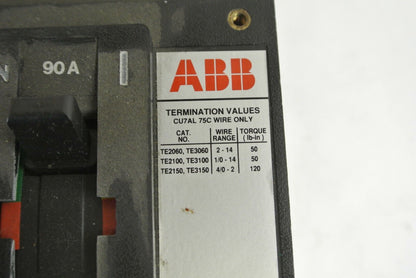 90 A
ABB
TERMINATION VALUES
CU7AL 75C WIRE ONLY
CAT. NO. WIRE RANGE TORQUE (lb-in)
TE2060, TE3060 2 - 14 50
TE2100, TE3100 1/0 - 14 50
TE2150, TE3150 4/0 - 2 120